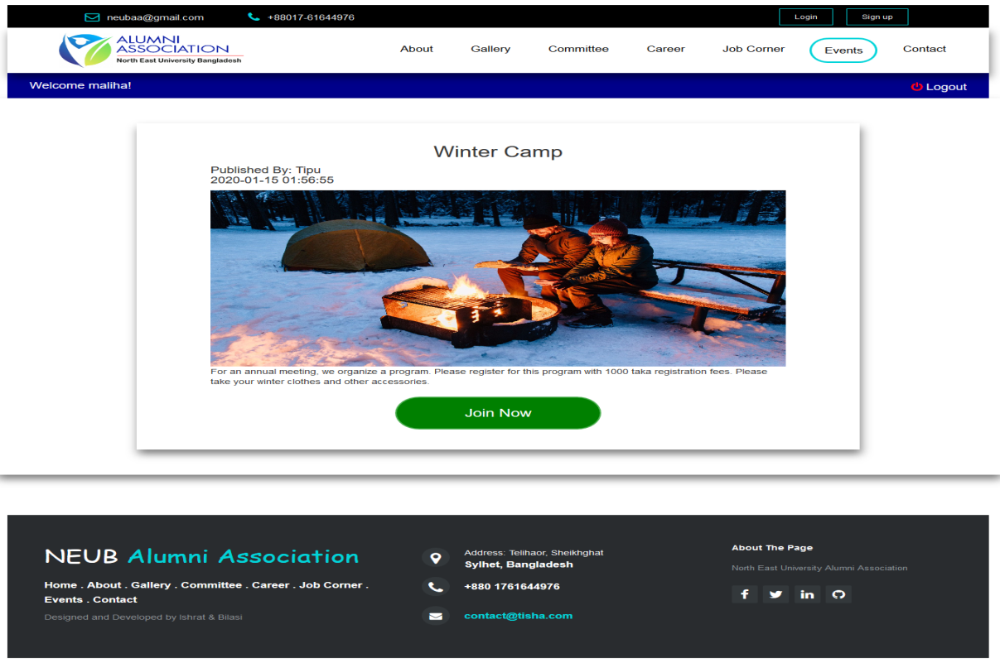 neubaa@gmail.com
+88017-61644976
Login
Sign up
ALUMNI
ASSOCIATION
North East University Bangladesh
About
Gallery
Committee
Career
Job Corner
Events
Contact
Welcome maliha!
Logout
Winter Camp
Published By: Tipu
2020-01-15 01:56:55
For an annual meeting, we organize a program. Please register for this program with 1000 taka registration fees. Please
take your winter clothes and other accessories.
Join Now
NEUB Alumni Association
Home . About . Gallery . Committee . Career . Job Corner .
Events . Contact
Designed and Developed by Ishrat & Bilasi
Address: Telihaor, Sheikhghat
Sylhet, Bangladesh
+880 1761644976
contact@tisha.com
About The Page
North East University Alumni Association